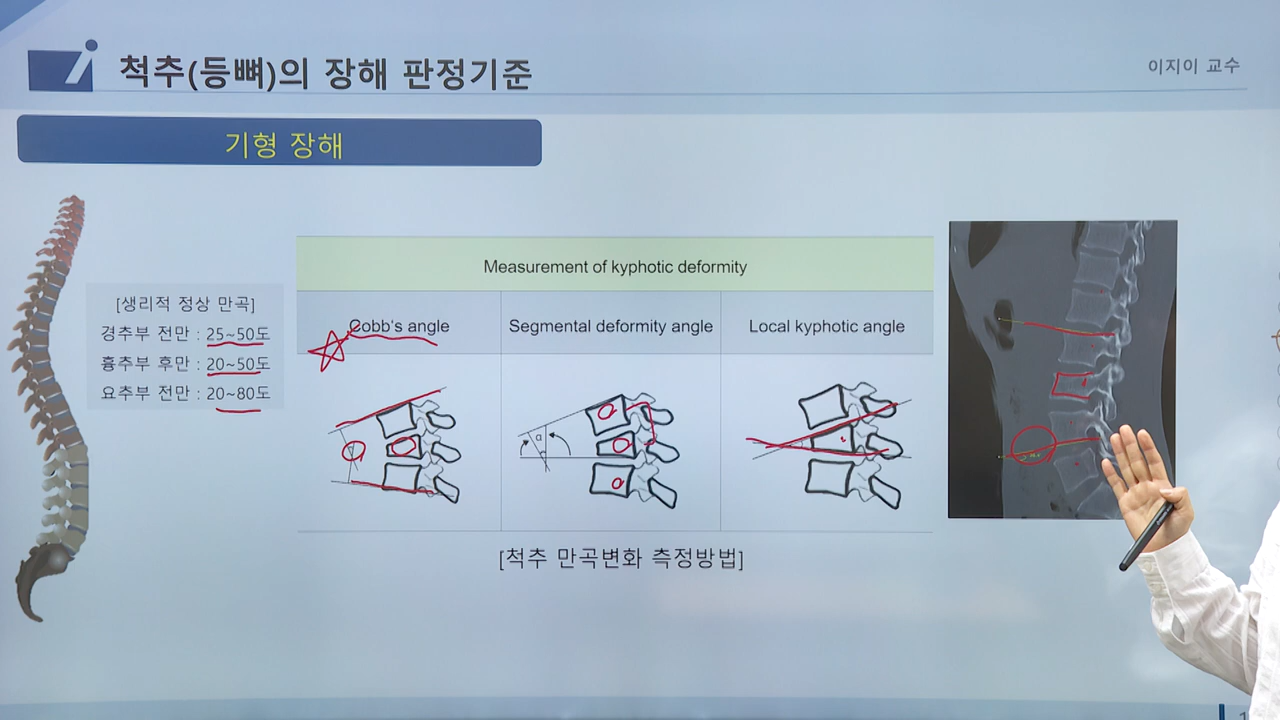 척추(등뼈)의 장해 판정기준
이지이 교수
기형 장해
[생리적 정상 만곡]
경추부 전만 : 25~50도
흉추부 후만 : 20~50도
요추부 전만 : 20~80도
Measurement of kyphotic deformity
Cobb's angle
Segmental deformity angle
Local kyphotic angle
α
[척추 만곡변화 측정방법]